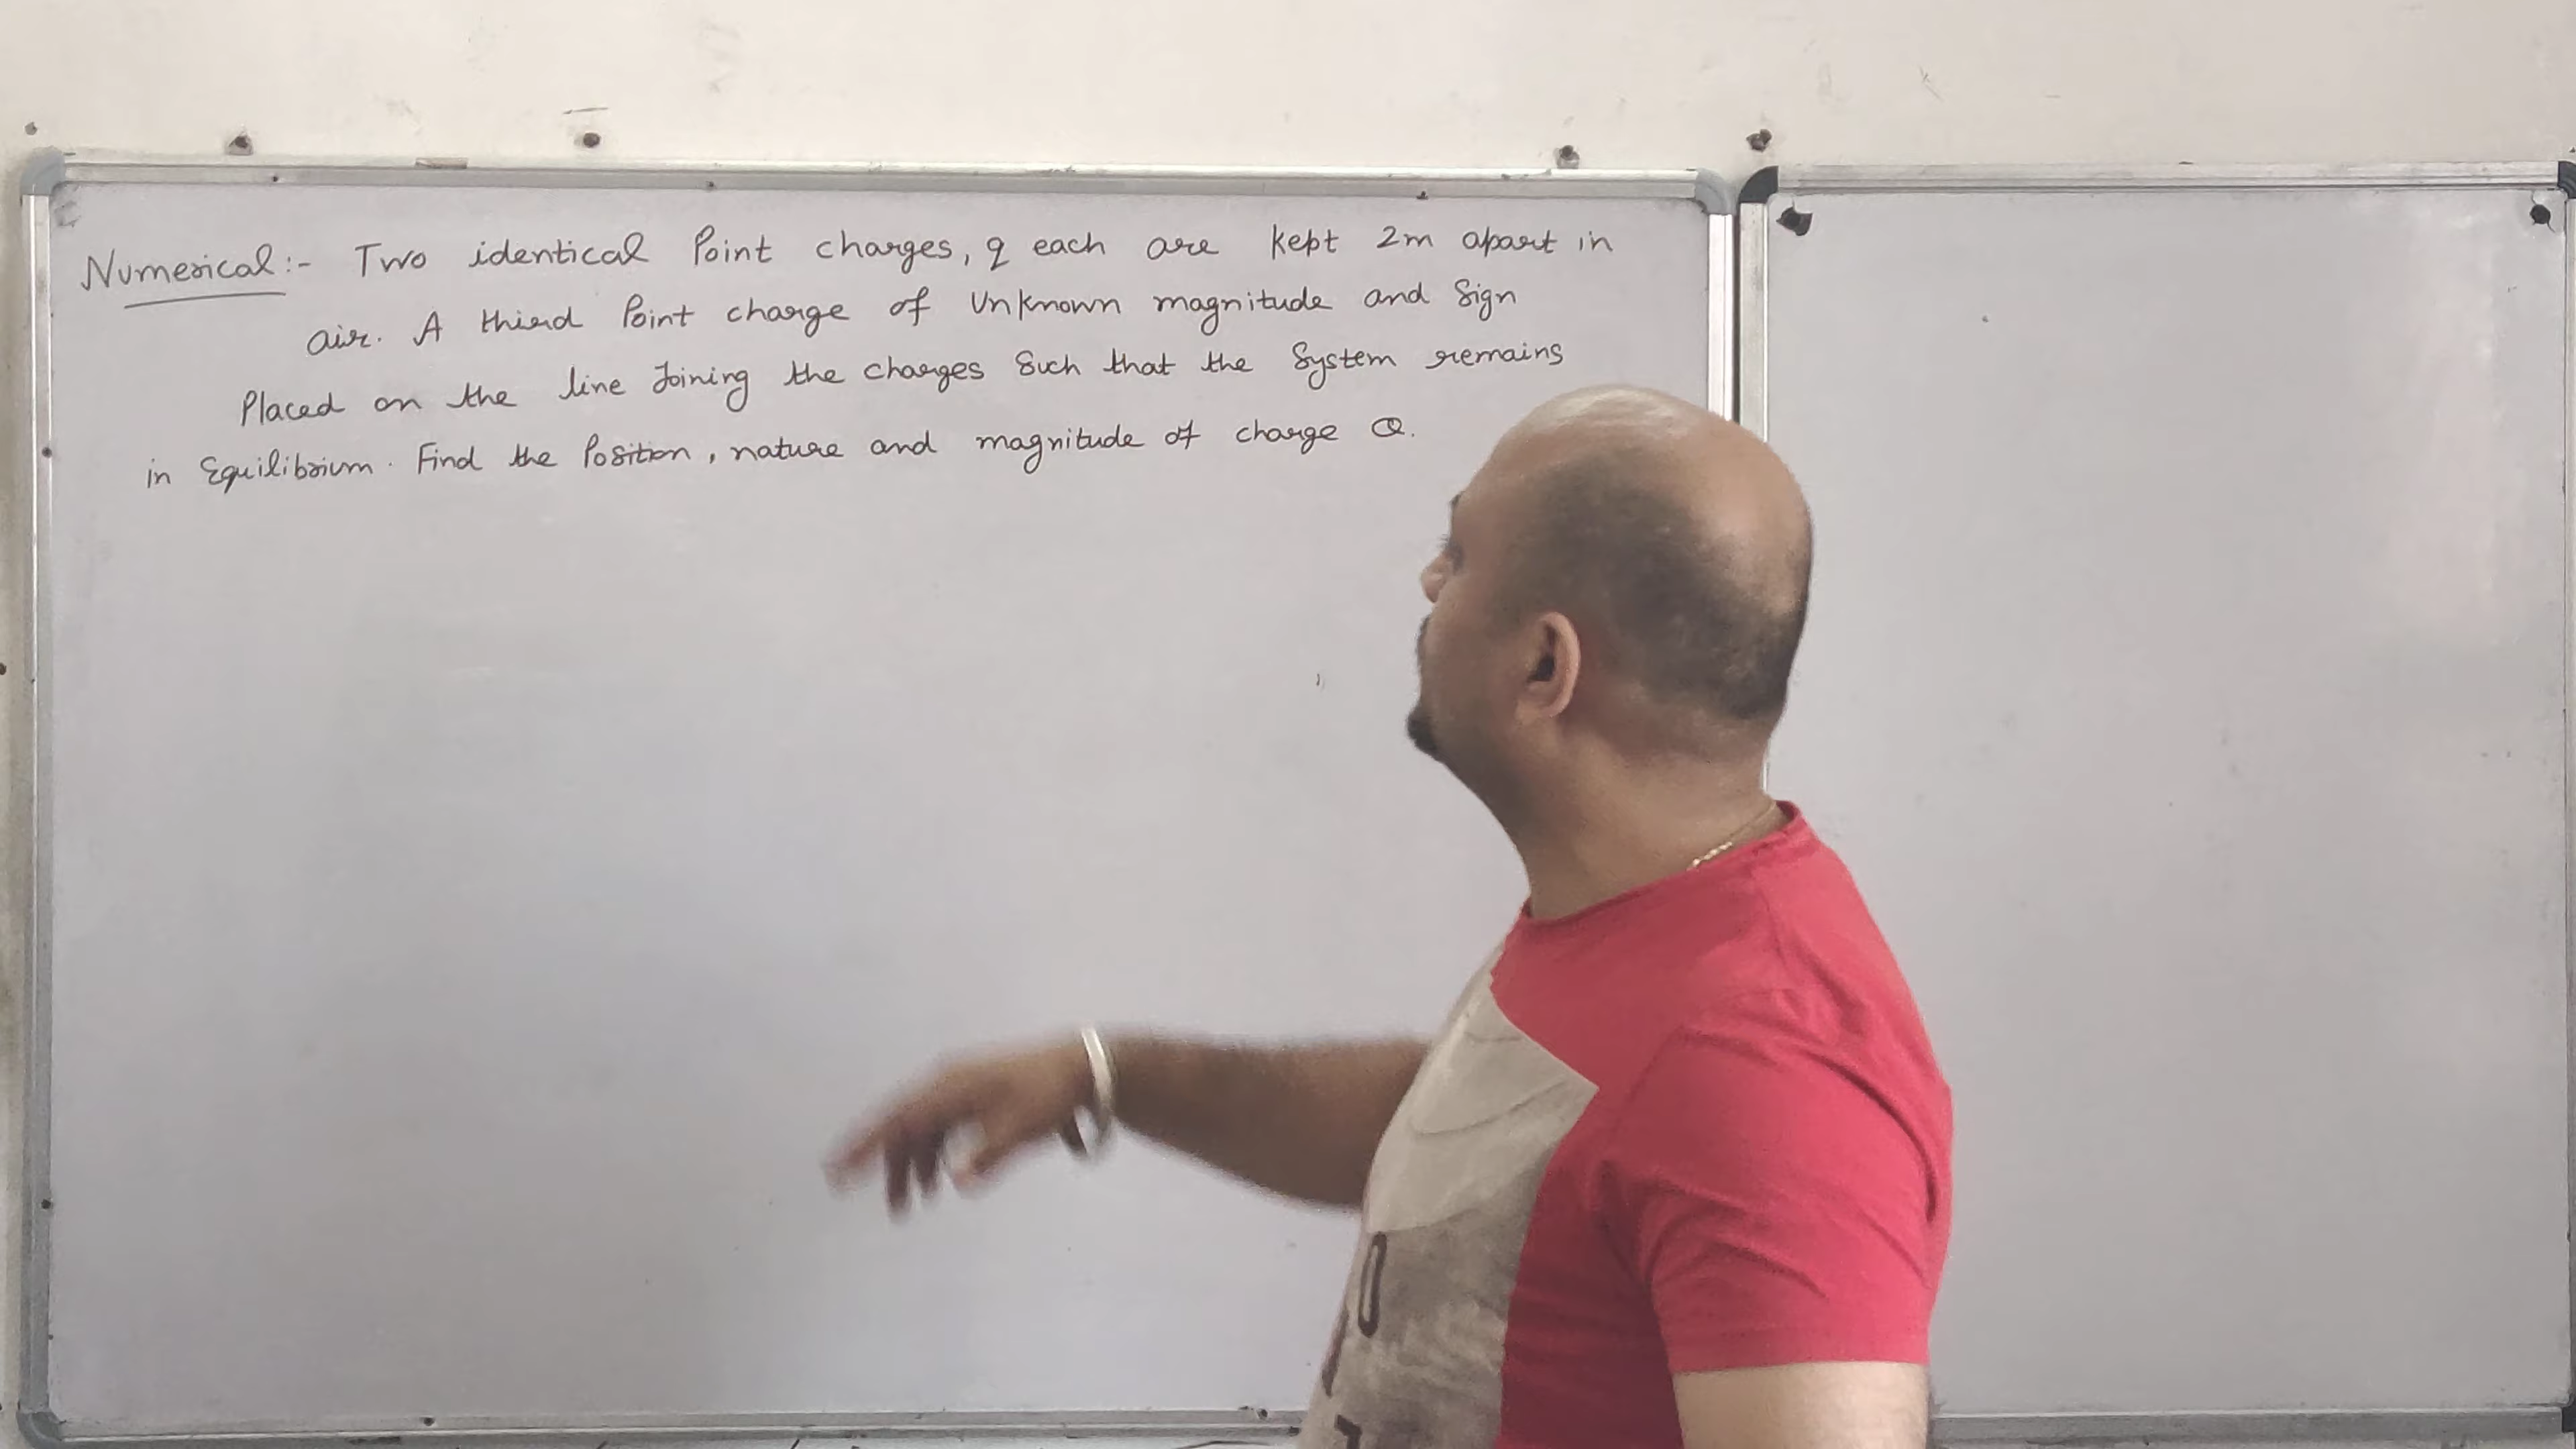 Numerical:- Two identical Point charges, q each are kept 2m apart in
air. A third Point charge of Unknown magnitude and Sign
Placed on the line Joining the charges Such that the System remains
in Equilibrium. Find the Position, nature and magnitude of charge Q.